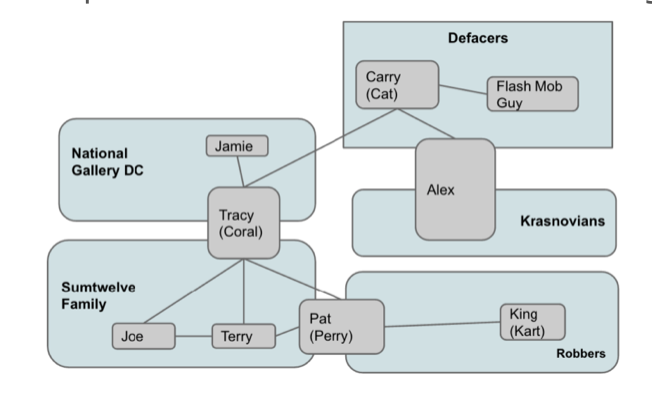 Defacers
Carry
(Cat)
Flash Mob
Guy
National
Gallery DC
Jamie
Alex
Tracy
(Coral)
Krasnovians
Sumtwelve
Family
Joe
Terry
Pat
(Perry)
King
(Kart)
Robbers